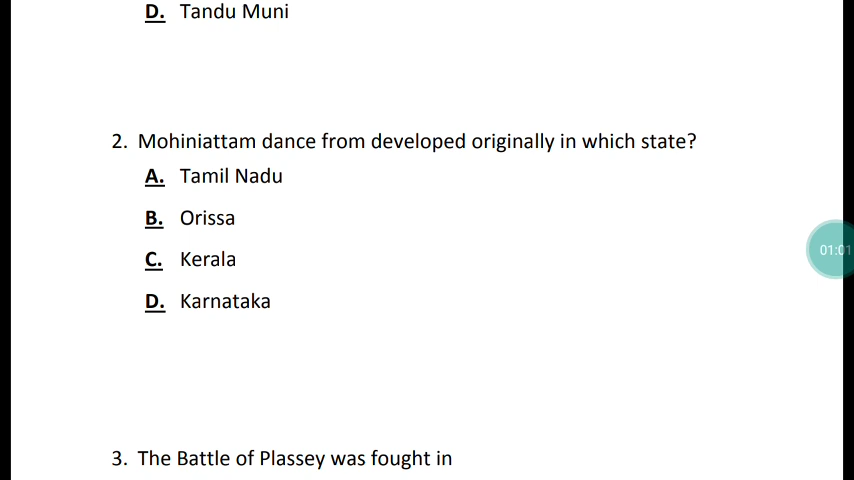 D. Tandu Muni
2. Mohiniattam dance from developed originally in which state?
A. Tamil Nadu
B. Orissa
C. Kerala
D. Karnataka
01:01
3. The Battle of Plassey was fought in